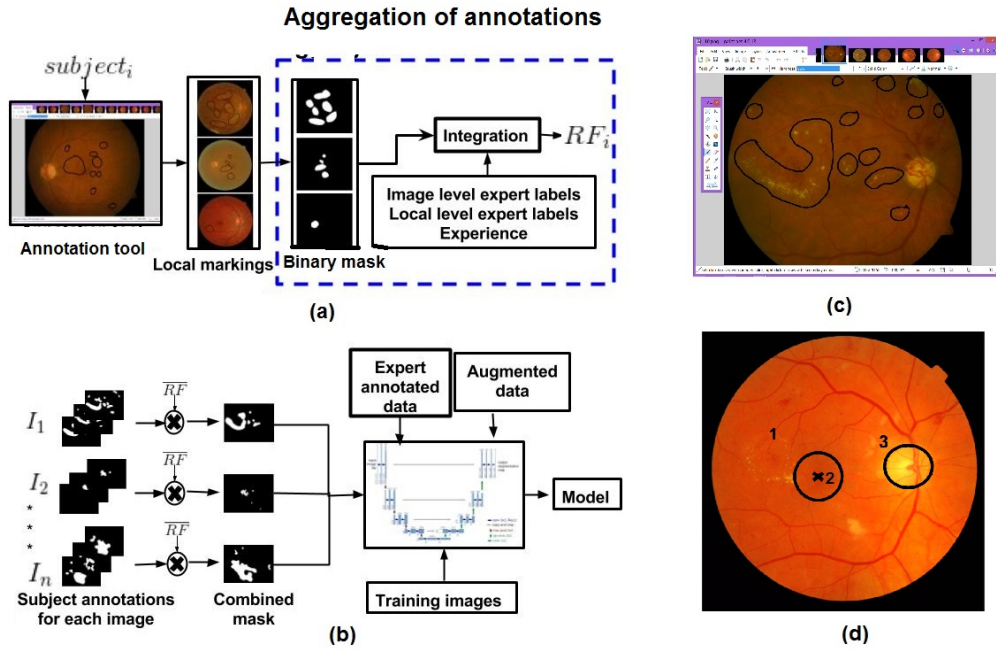 Aggregation of annotations
subject_i
Annotation tool
Local markings
Binary mask
Integration
RF_i
Image level expert labels
Local level expert labels
Experience
(a)
I_1
I_2
*
*
*
I_n
RF
RF
RF
Subject annotations
for each image
Combined
mask
Expert
annotated
data
Augmented
data
Model
Training images
(b)
(c)
1
2
3
(d)